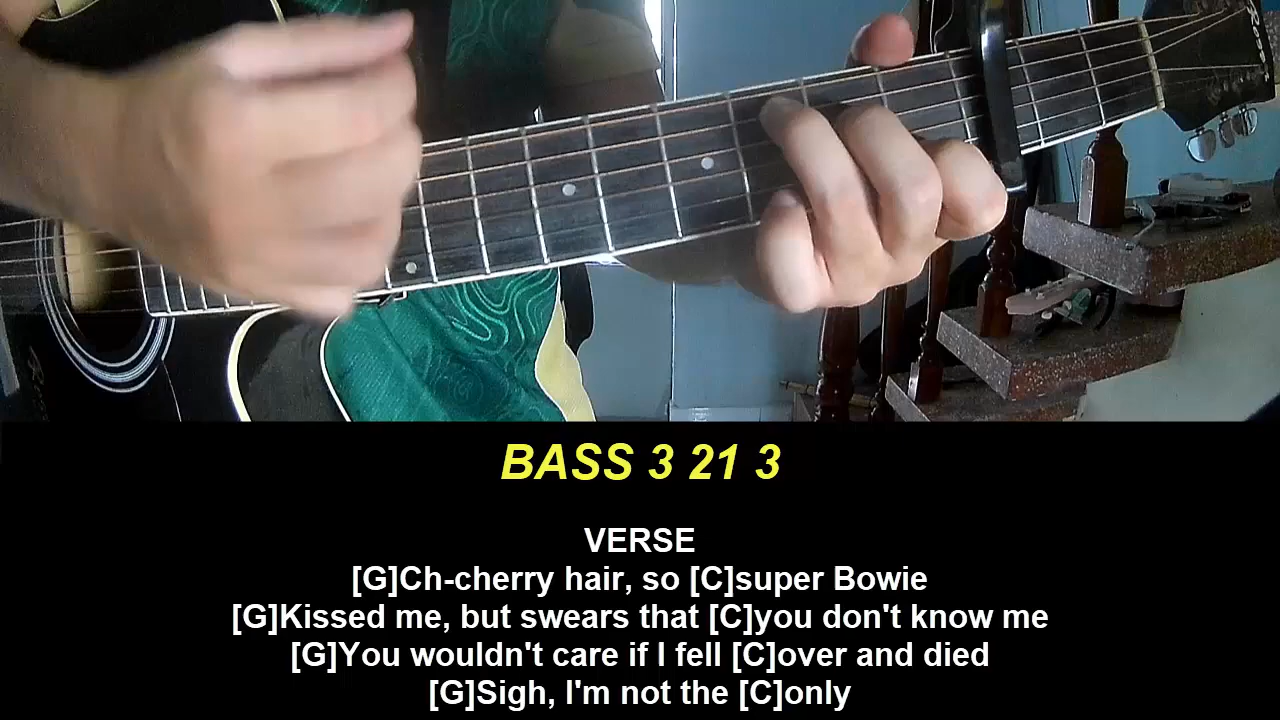 Rosen
BASS 3 21 3
VERSE
[G]Ch-cherry hair, so [C]super Bowie
[G]Kissed me, but swears that [C]you don't know me
[G]You wouldn't care if I fell [C]over and died
[G]Sigh, I'm not the [C]only